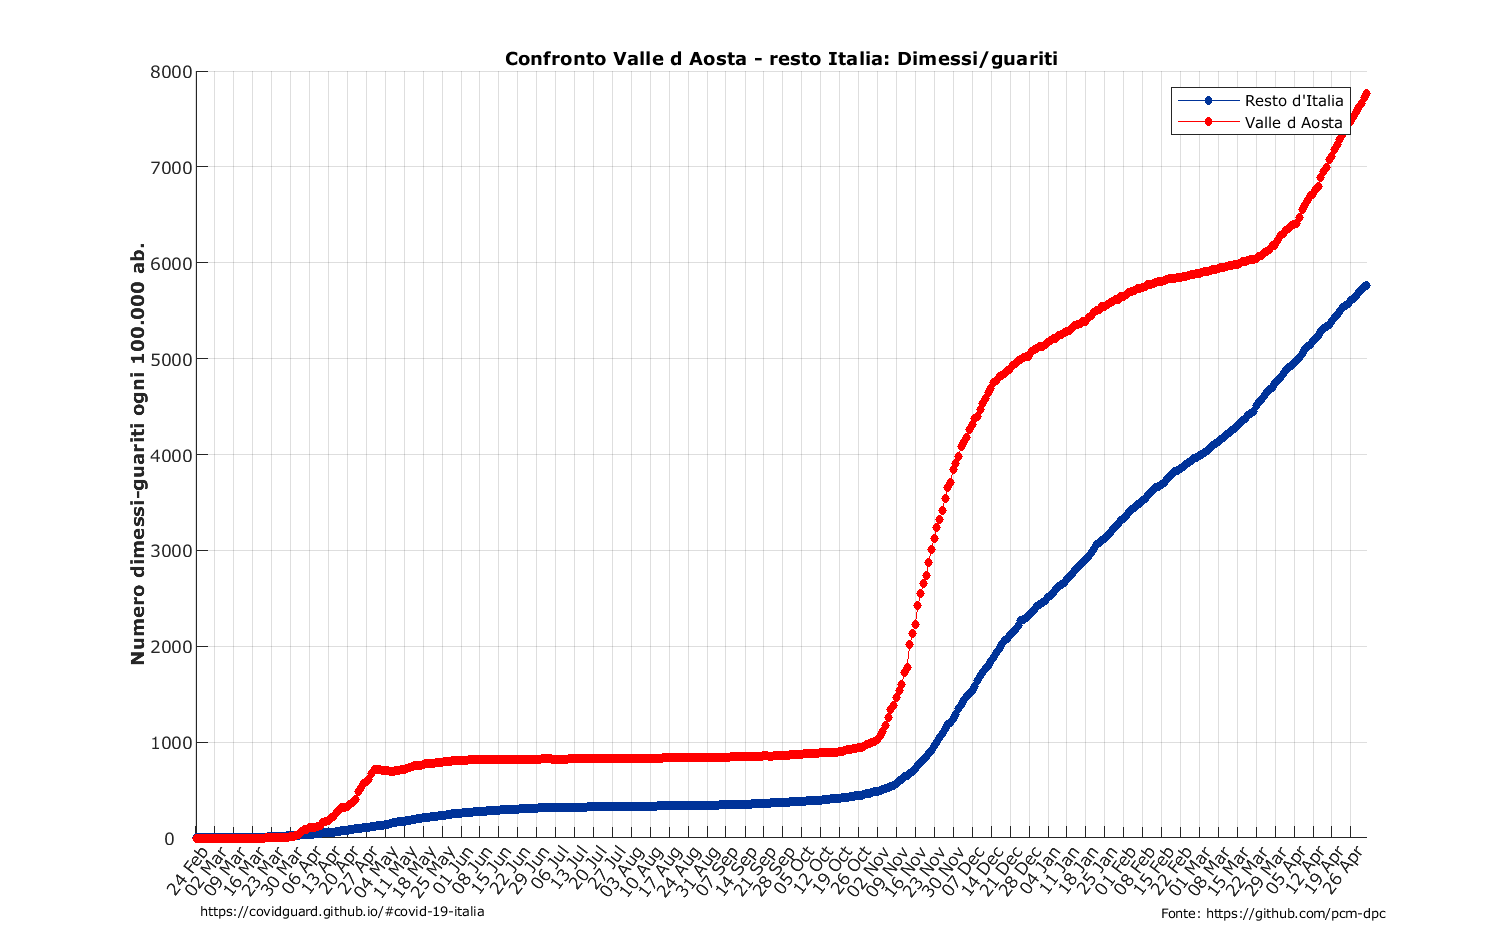 Confronto Valle d Aosta - resto Italia: Dimessi/guariti
Resto d'Italia
Valle d Aosta
Numero dimessi-guariti ogni 100.000 ab.
8000
7000
6000
5000
4000
3000
2000
1000
0
24 Feb
02 Mar
09 Mar
16 Mar
23 Mar
30 Mar
06 Apr
13 Apr
20 Apr
27 Apr
04 May
11 May
18 May
25 May
01 Jun
08 Jun
15 Jun
22 Jun
29 Jun
06 Jul
13 Jul
20 Jul
27 Jul
03 Aug
10 Aug
17 Aug
24 Aug
31 Aug
07 Sep
14 Sep
21 Sep
28 Sep
05 Oct
12 Oct
19 Oct
26 Oct
02 Nov
09 Nov
16 Nov
23 Nov
30 Nov
07 Dec
14 Dec
21 Dec
28 Dec
04 Jan
11 Jan
18 Jan
25 Jan
01 Feb
08 Feb
15 Feb
22 Feb
01 Mar
08 Mar
15 Mar
22 Mar
29 Mar
05 Apr
12 Apr
19 Apr
26 Apr
https://covidguard.github.io/#covid-19-italia
Fonte: https://github.com/pcm-dpc